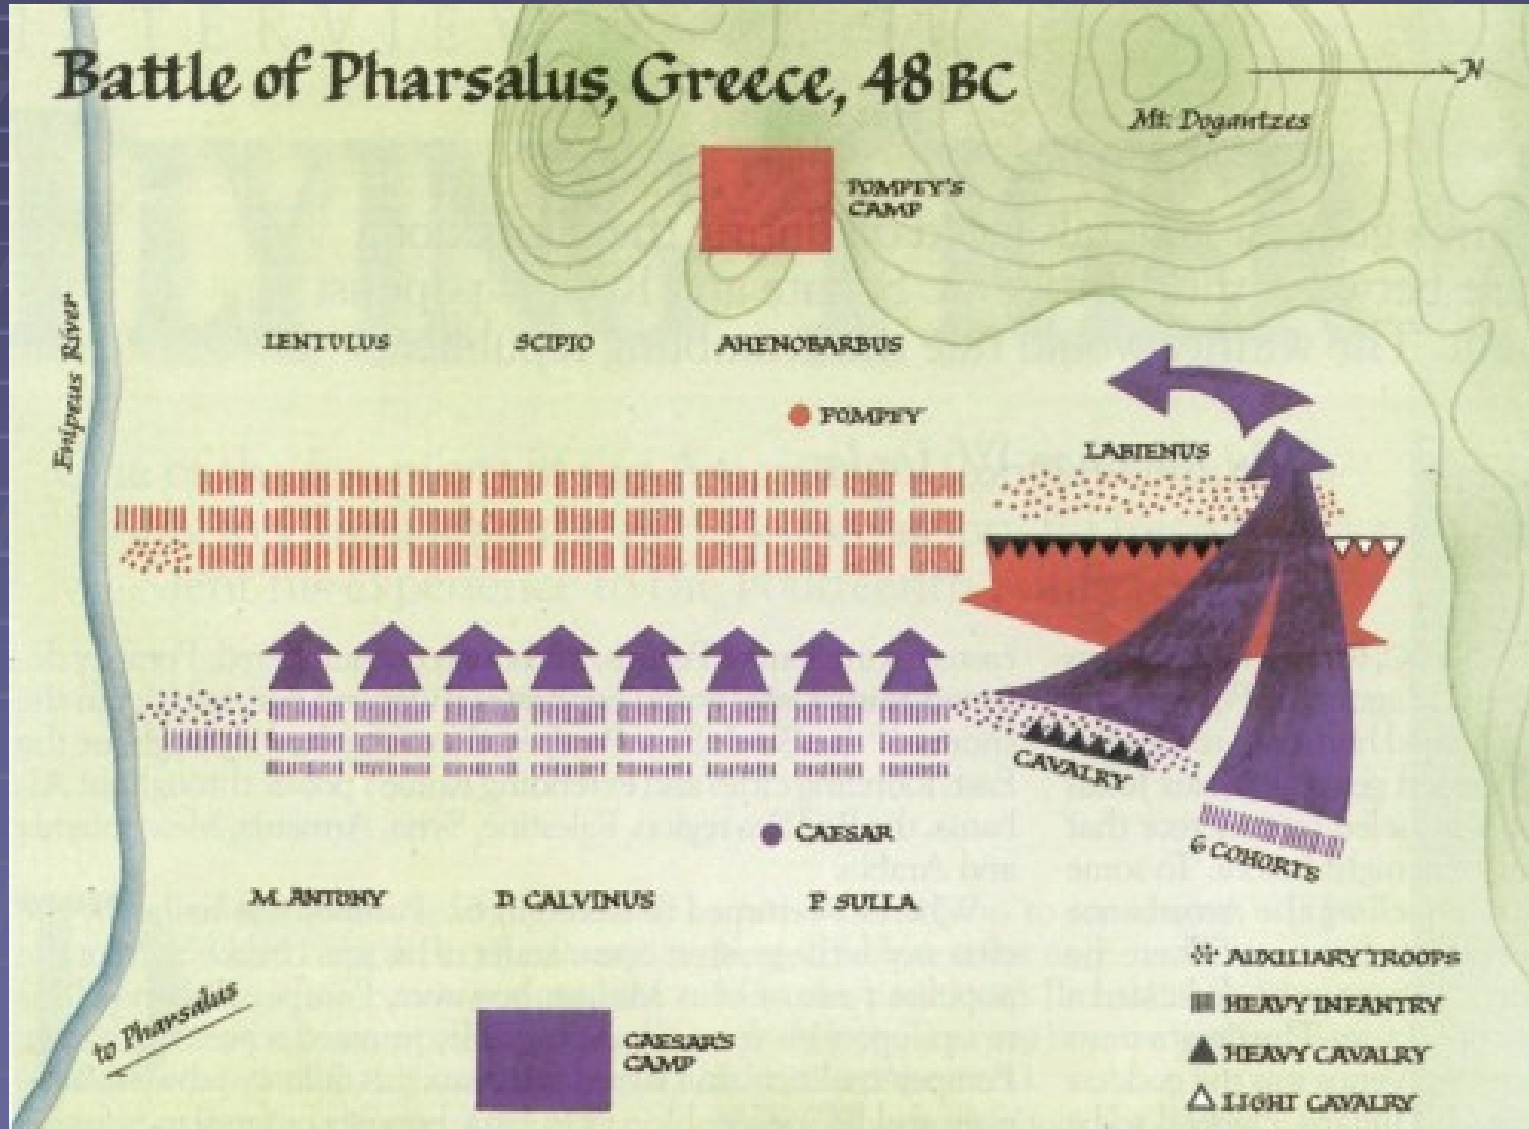 Battle of Pharsalus, Greece, 48 BC
N
Mt. Dogantzes
POMPEY'S
CAMP
Enipeus River
LENTULUS
SCIPIO
AHENOBARBUS
POMPEY
LABIENUS
CAVALRY
6 COHORTS
CAESAR
M. ANTONY
D. CALVINUS
P. SULLA
to Pharsalus
CAESAR'S
CAMP
AUXILIARY TROOPS
HEAVY INFANTRY
HEAVY CAVALRY
LIGHT CAVALRY